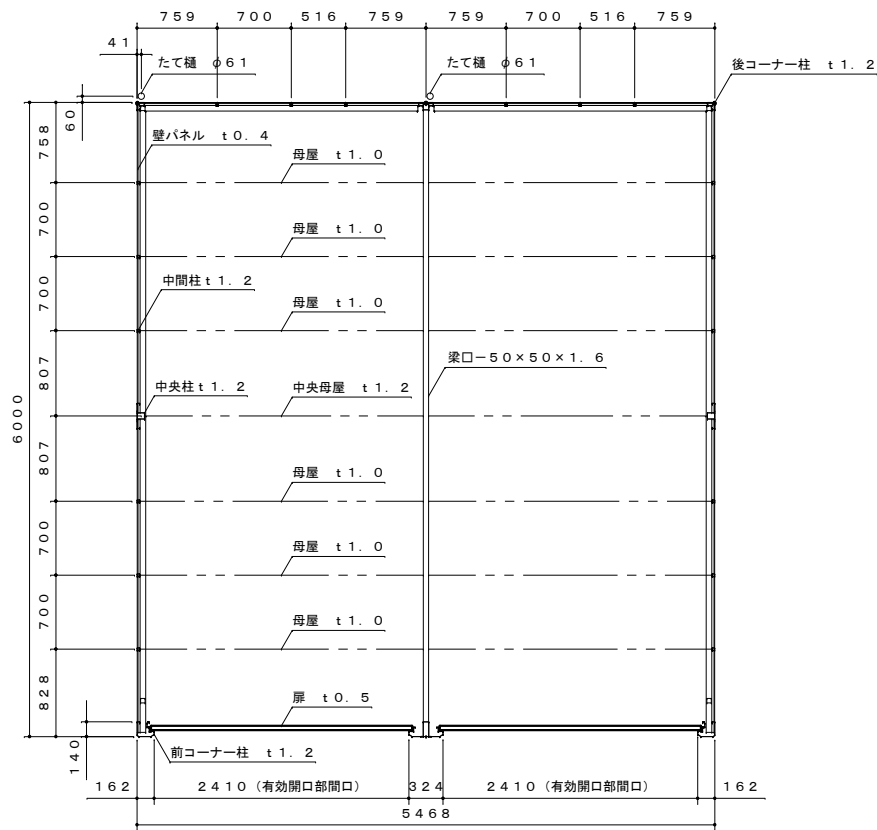 ７５９　７００　５１６　７５９　７５９　７００　５１６　７５９
４１
たて樋　φ６１　たて樋　φ６１　後コーナー柱　ｔ１．２
６０
７５８
壁パネル　ｔ０．４
母屋　ｔ１．０
７００
母屋　ｔ１．０
７００
中間柱ｔ１．２
母屋　ｔ１．０
８０７
梁口－５０×５０×１．６
中央柱ｔ１．２　中央母屋　ｔ１．２
６０００
８０７
母屋　ｔ１．０
７００
母屋　ｔ１．０
７００
母屋　ｔ１．０
８２８
扉　ｔ０．５
１４０
前コーナー柱　ｔ１．２
１６２　２４１０（有効開口部間口）　３２４　２４１０（有効開口部間口）　１６２
５４６８